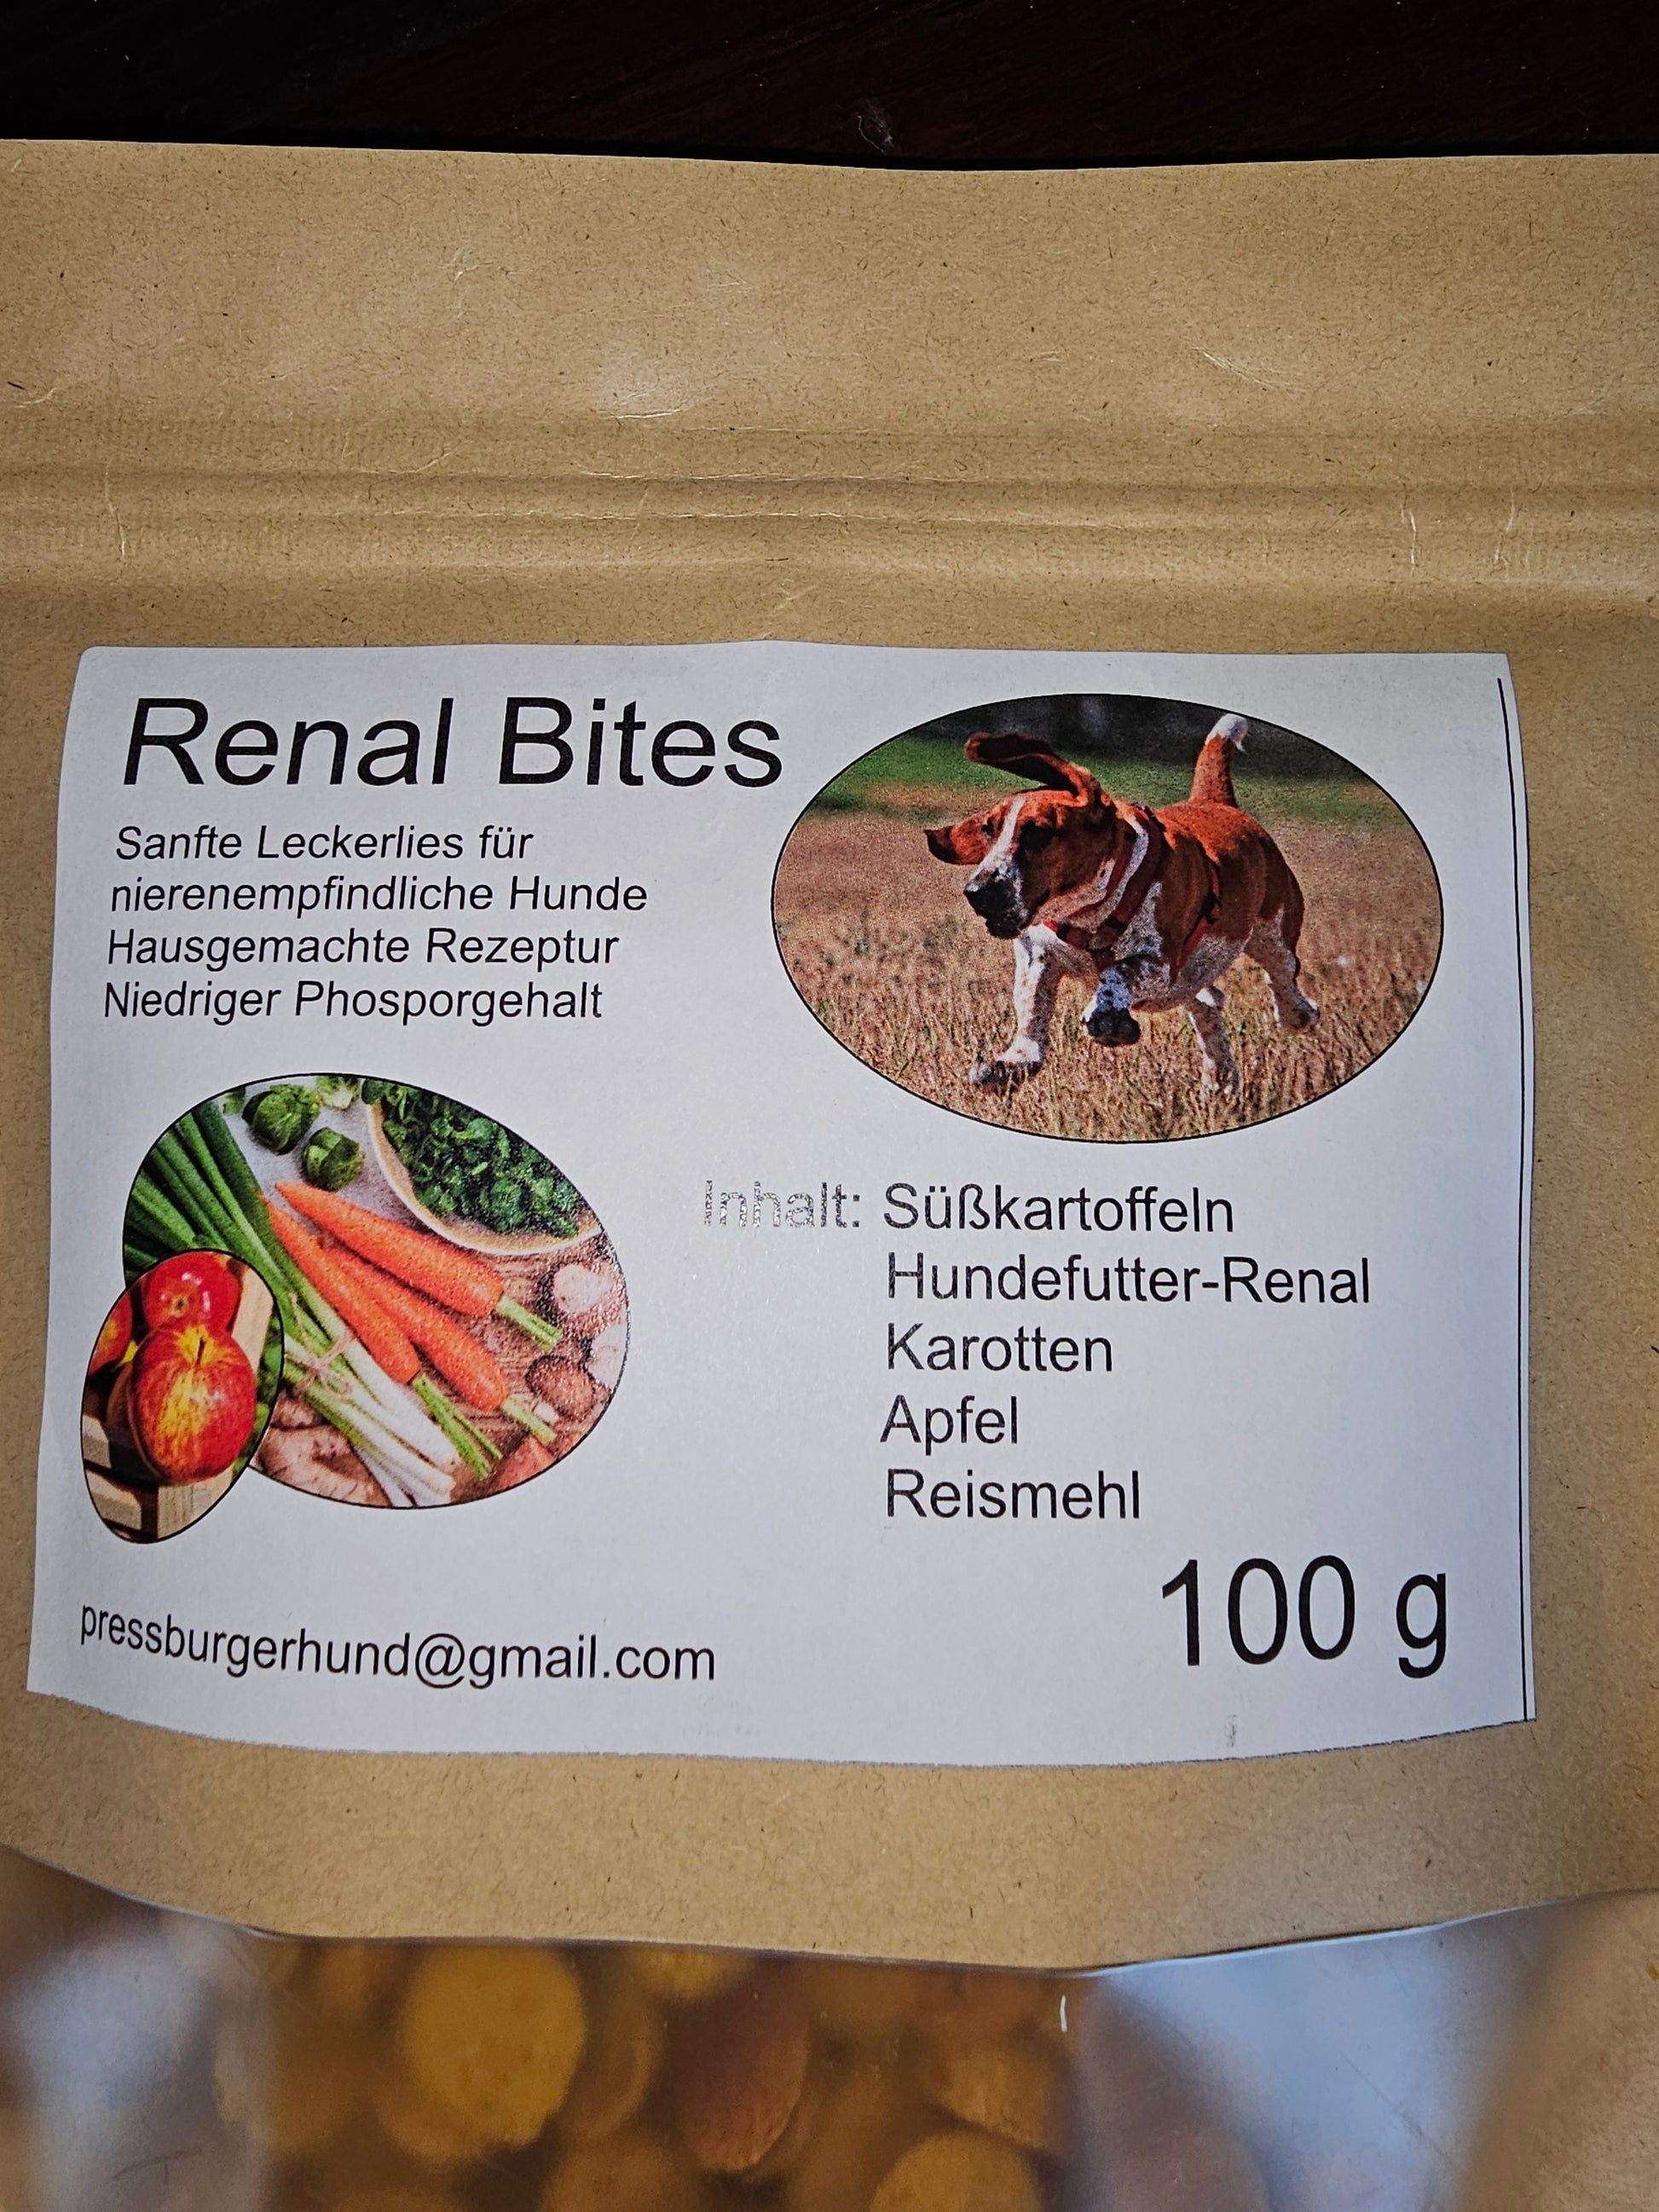 Renal Bites
Sanfte Leckerlies für
nierenempfindliche Hunde
Hausgemachte Rezeptur
Niedriger Phosporgehalt
Inhalt: Süßkartoffeln
Hundefutter-Renal
Karotten
Apfel
Reismehl
100 g
pressburgerhund@gmail.com